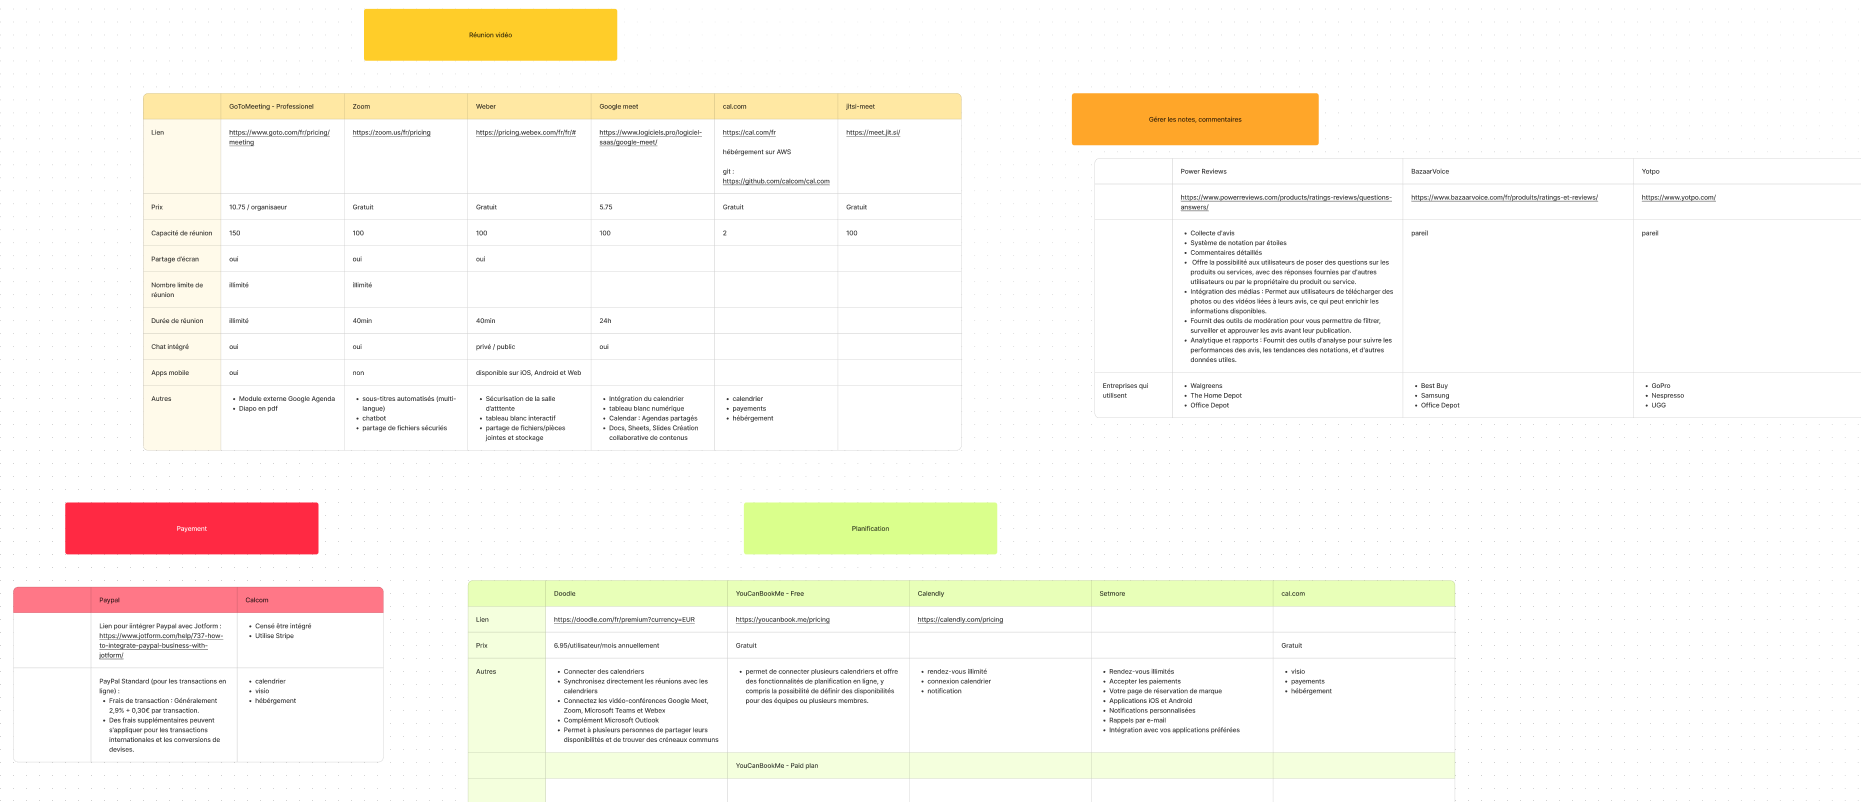 Réunion vidéo
GoToMeeting - Professionel
Zoom
Weber
Google meet
cal.com
jitsi-meet
Lien
https://www.goto.com/fr/pricing/
meeting
https://zoom.us/fr/pricing
https://pricing.webex.com/fr/fr/#
https://www.logiciels.pro/logiciel-
saas/google-meet/
https://cal.com/fr
hébérgement sur AWS
git :
https://github.com/calcom/cal.com
https://meet.jit.si/
Prix
10.75 / organisaeur
Gratuit
Gratuit
5.75
Gratuit
Gratuit
Capacité de réunion
150
100
100
100
2
100
Partage d'écran
oui
oui
oui
Nombre limite de
réunion
illimité
illimité
Durée de réunion
illimité
40min
40min
24h
Chat intégré
oui
oui
privé / public
oui
Apps mobile
oui
non
disponible sur iOS, Android et Web
Autres
• Module externe Google Agenda
• Diapo en pdf
• sous-titres automatisés (multi-
langue)
• chatbot
• partage de fichiers sécuriés
• Sécurisation de la salle
d'atttente
• tableau blanc interactif
• partage de fichiers/pièces
jointes et stockage
• Intégration du calendrier
• tableau blanc numérique
• Calendar : Agendas partagés
• Docs, Sheets, Slides Création
collaborative de contenus
• calendrier
• payements
• hébérgement
Gérer les notes, commentaires
Power Reviews
BazaarVoice
Yotpo
https://www.powerreviews.com/products/ratings-reviews/questions-
answers/
https://www.bazaarvoice.com/fr/produits/ratings-et-reviews/
https://www.yotpo.com/
• Collecte d'avis
• Système de notation par étoiles
• Commentaires détaillés
• Offre la possibilité aux utilisateurs de poser des questions sur les
produits ou services, avec des réponses fournies par d'autres
utilisateurs ou par le propriétaire du produit ou service.
• Intégration des médias : Permet aux utilisateurs de télécharger des
photos ou des vidéos liées à leurs avis, ce qui peut enrichir les
informations disponibles.
• Fournit des outils de modération pour vous permettre de filtrer,
surveiller et approuver les avis avant leur publication.
• Analytique et rapports : Fournit des outils d'analyse pour suivre les
performances des avis, les tendances des notations, et d'autres
données utiles.
pareil
pareil
Entreprises qui
utilisent
• Walgreens
• The Home Depot
• Office Depot
• Best Buy
• Samsung
• Office Depot
• GoPro
• Nespresso
• UGG
Payement
Paypal
Calcom
Lien pour liintégrer Paypal avec Jotform :
https://www.jotform.com/help/737-how-
to-integrate-paypal-business-with-
jotform/
• Censé être intégré
• Utilise Stripe
PayPal Standard (pour les transactions en
ligne) :
• Frais de transaction : Généralement
2,9% + 0,30€ par transaction.
• Des frais supplémentaires peuvent
s'appliquer pour les transactions
internationales et les conversions de
devises.
• calendrier
• visio
• hébérgement
Planification
Doodle
YouCanBookMe - Free
Calendly
Setmore
cal.com
Lien
https://doodle.com/fr/premium?currency=EUR
https://youcanbook.me/pricing
https://calendly.com/pricing
Prix
6.95/utilisateur/mois annuellement
Gratuit
Gratuit
Autres
• Connecter des calendriers
• Synchronisez directement les réunions avec les
calendriers
• Connectez les vidéo-conférences Google Meet,
Zoom, Microsoft Teams et Webex
• Complément Microsoft Outlook
• Permet à plusieurs personnes de partager leurs
disponibilités et de trouver des créneaux communs
• permet de connecter plusieurs calendriers et offre
des fonctionnalités de planification en ligne, y
compris la possibilité de définir des disponibilités
pour des équipes ou plusieurs membres.
• rendez-vous illimité
• connexion calendrier
• notification
• Rendez-vous illimités
• Accepter les paiements
• Votre page de réservation de marque
• Applications iOS et Android
• Notifications personnalisées
• Rappels par e-mail
• Intégration avec vos applications préférées
• visio
• payements
• hébérgement
YouCanBookMe - Paid plan